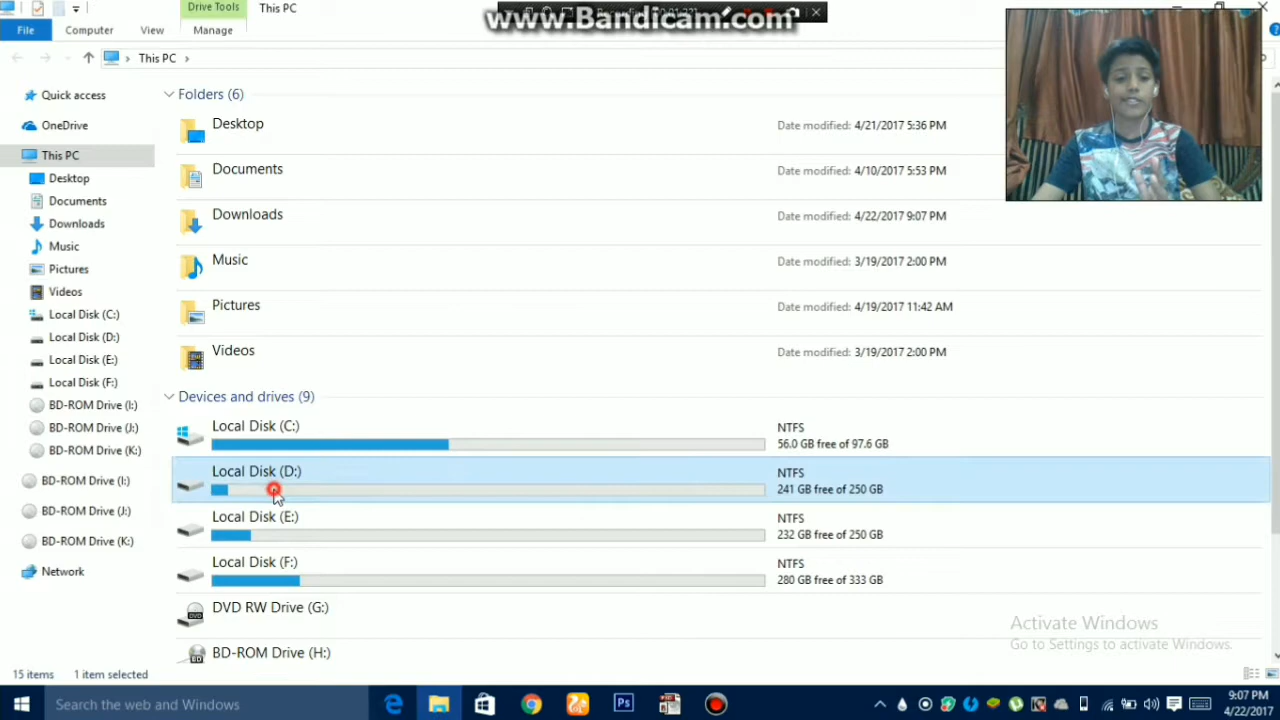 Drive Tools
This PC
www.Bandicam.com
File
Computer
View
Manage
This PC
Quick access
OneDrive
This PC
Desktop
Documents
Downloads
Music
Pictures
Videos
Local Disk (C:)
Local Disk (D:)
Local Disk (E:)
Local Disk (F:)
BD-ROM Drive (I:)
BD-ROM Drive (J:)
BD-ROM Drive (K:)
BD-ROM Drive (I:)
BD-ROM Drive (J:)
BD-ROM Drive (K:)
Network
Folders (6)
Desktop
Date modified: 4/21/2017 5:36 PM
Documents
Date modified: 4/10/2017 5:53 PM
Downloads
Date modified: 4/22/2017 9:07 PM
Music
Date modified: 3/19/2017 2:00 PM
Pictures
Date modified: 4/19/2017 11:42 AM
Videos
Date modified: 3/19/2017 2:00 PM
Devices and drives (9)
Local Disk (C:)
NTFS
56.0 GB free of 97.6 GB
Local Disk (D:)
NTFS
241 GB free of 250 GB
Local Disk (E:)
NTFS
232 GB free of 250 GB
Local Disk (F:)
NTFS
280 GB free of 333 GB
DVD RW Drive (G:)
BD-ROM Drive (H:)
Activate Windows
Go to Settings to activate Windows.
15 items
1 item selected
Search the web and Windows
Ps
9:07 PM
4/22/2017